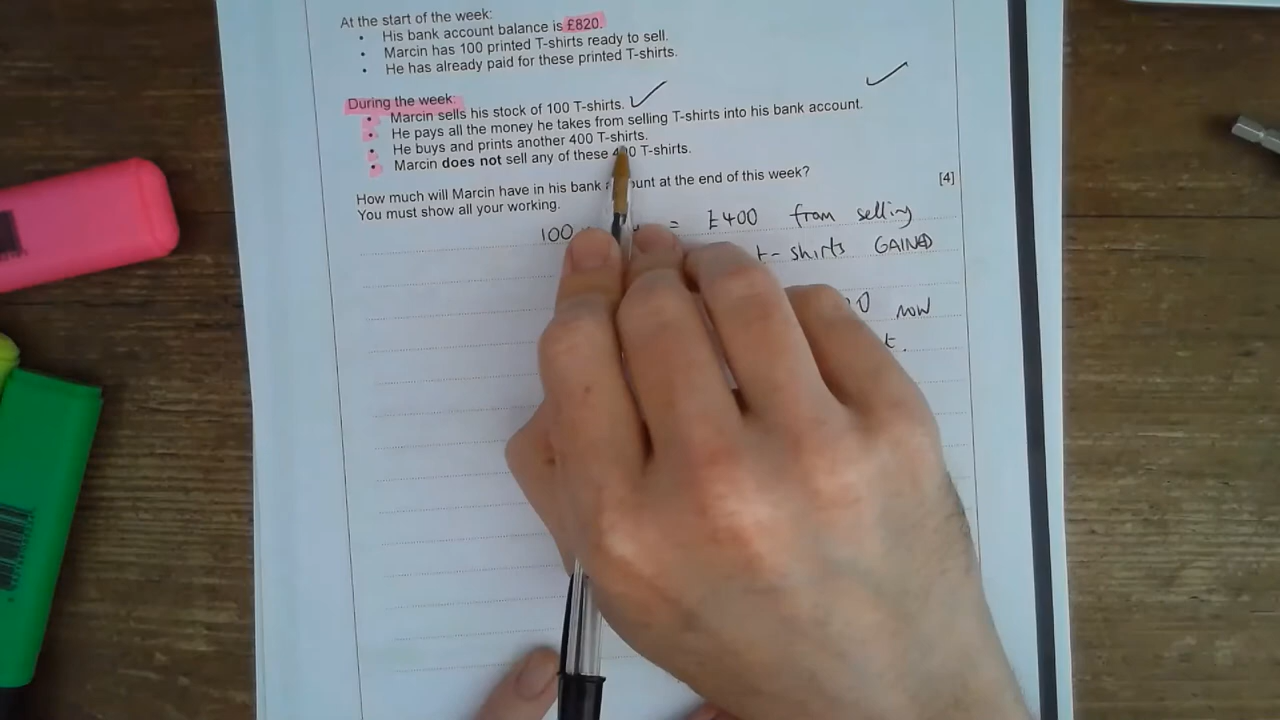 At the start of the week:
• His bank account balance is £820.
• Marcin has 100 printed T-shirts ready to sell.
• He has already paid for these printed T-shirts.
During the week:
• Marcin sells his stock of 100 T-shirts.
• He pays all the money he takes from selling T-shirts into his bank account.
• He buys and prints another 400 T-shirts.
• Marcin does not sell any of these T-shirts.
How much will Marcin have in his bank at the end of this week?
You must show all your working.
[4]
100 = £400 from selling
t-shirts GAINED
now